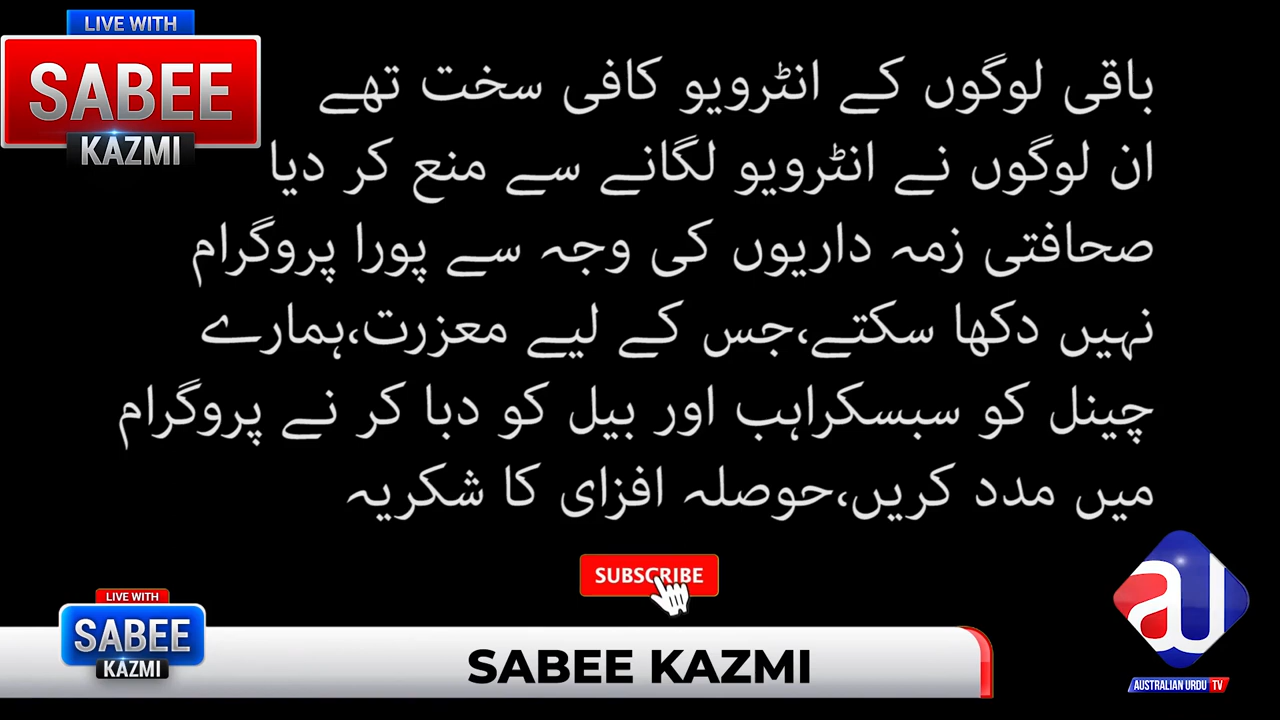 LIVE WITH
SABEE
KAZMI
باقی لوگوں کے انٹرویو کافی سخت تھے
ان لوگوں نے انٹرویو لگانے سے منع کر دیا
صحافتی زمہ داریوں کی وجہ سے پورا پروگرام
نہیں دکھا سکتے،جس کے لیے معزرت،ہمارے
چینل کو سبسکراہب اور بیل کو دبا کر نے پروگرام
میں مدد کریں،حوصلہ افزای کا شکریہ
SUBSCRIBE
LIVE WITH
SABEE
KAZMI
SABEE KAZMI
au
AUSTRALIAN URDU TV